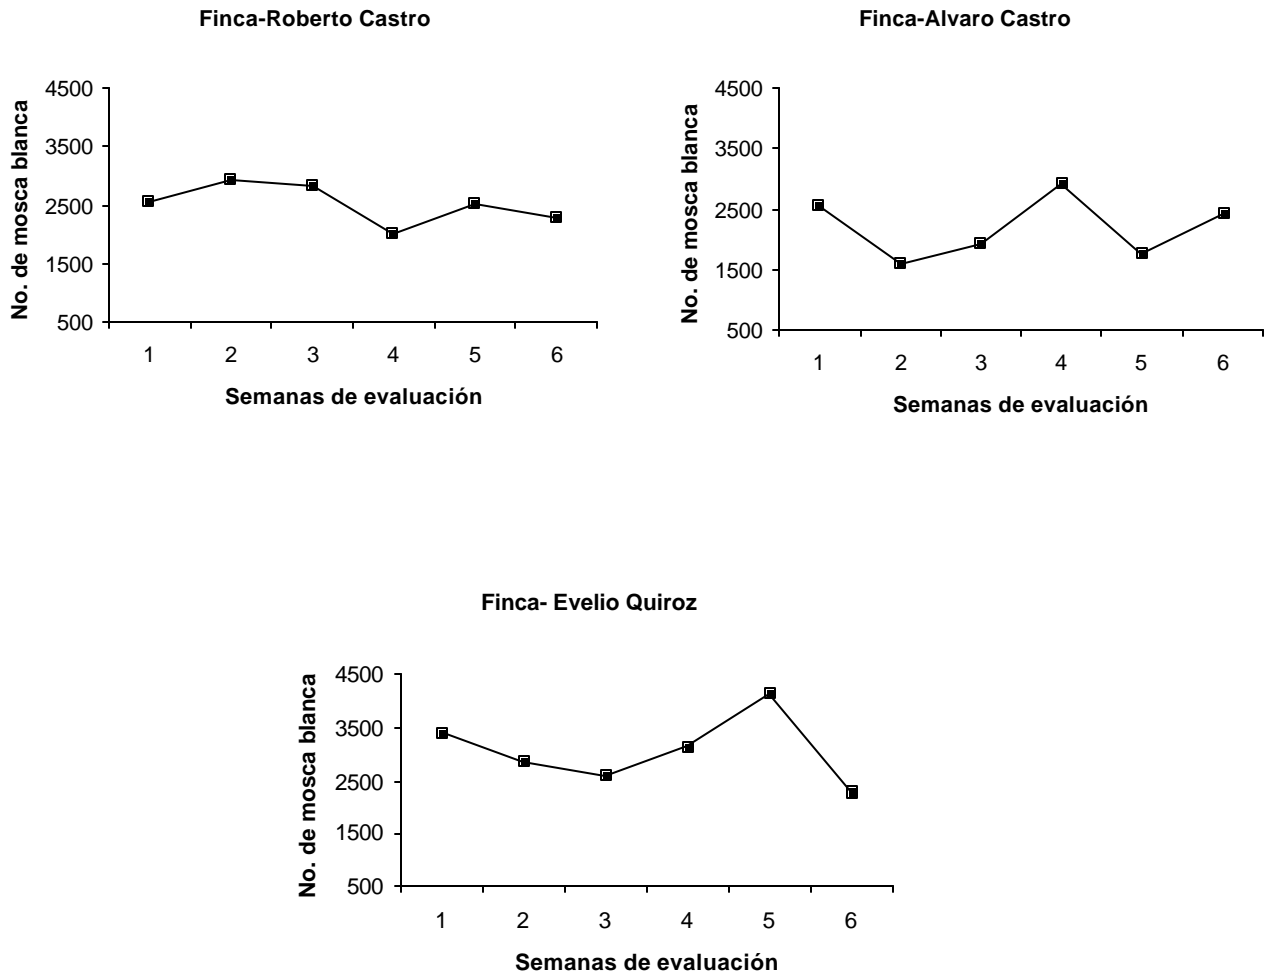 Finca-Roberto Castro
No. de mosca blanca
4500
3500
2500
1500
500
1 2 3 4 5 6
Semanas de evaluación
Finca-Alvaro Castro
No. de mosca blanca
4500
3500
2500
1500
500
1 2 3 4 5 6
Semanas de evaluación
Finca- Evelio Quiroz
No. de mosca blanca
4500
3500
2500
1500
500
1 2 3 4 5 6
Semanas de evaluación